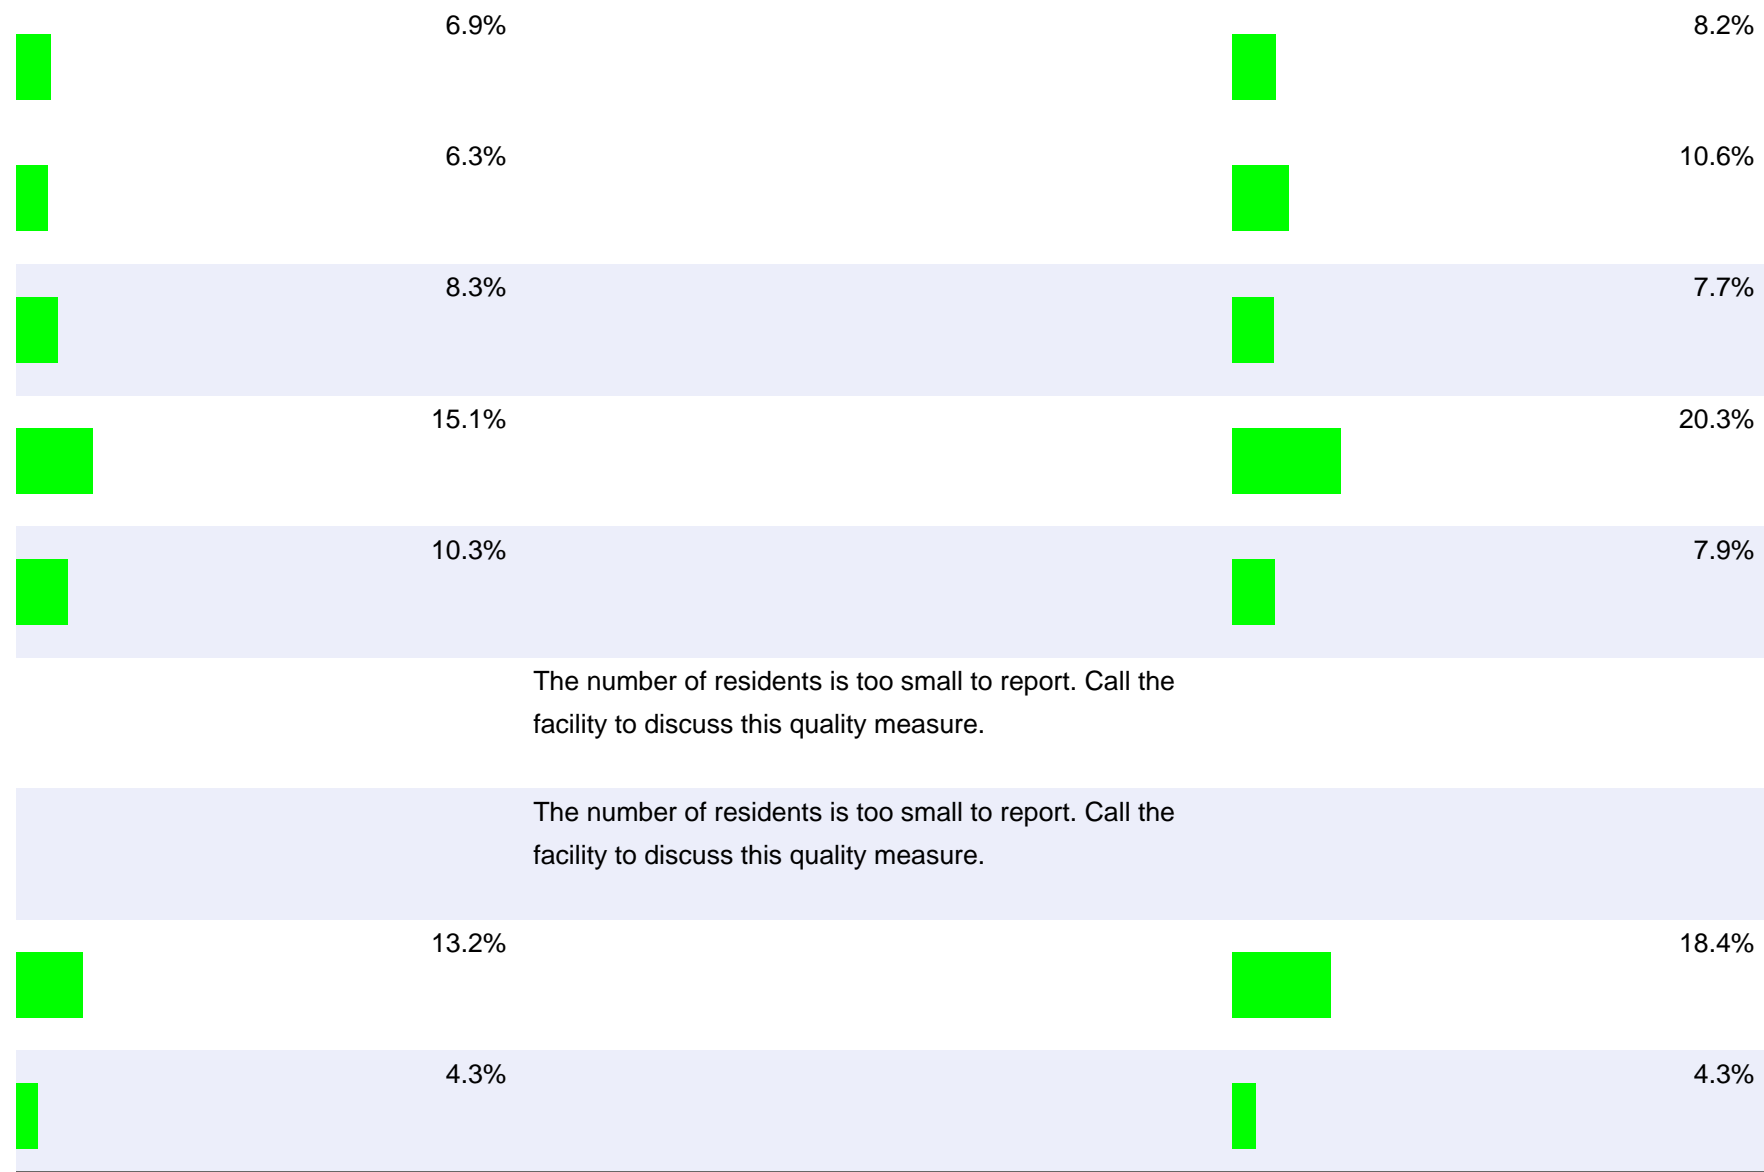 6.9% 8.2%
6.3% 10.6%
8.3% 7.7%
15.1% 20.3%
10.3% 7.9%
The number of residents is too small to report. Call the
facility to discuss this quality measure.
The number of residents is too small to report. Call the
facility to discuss this quality measure.
13.2% 18.4%
4.3% 4.3%